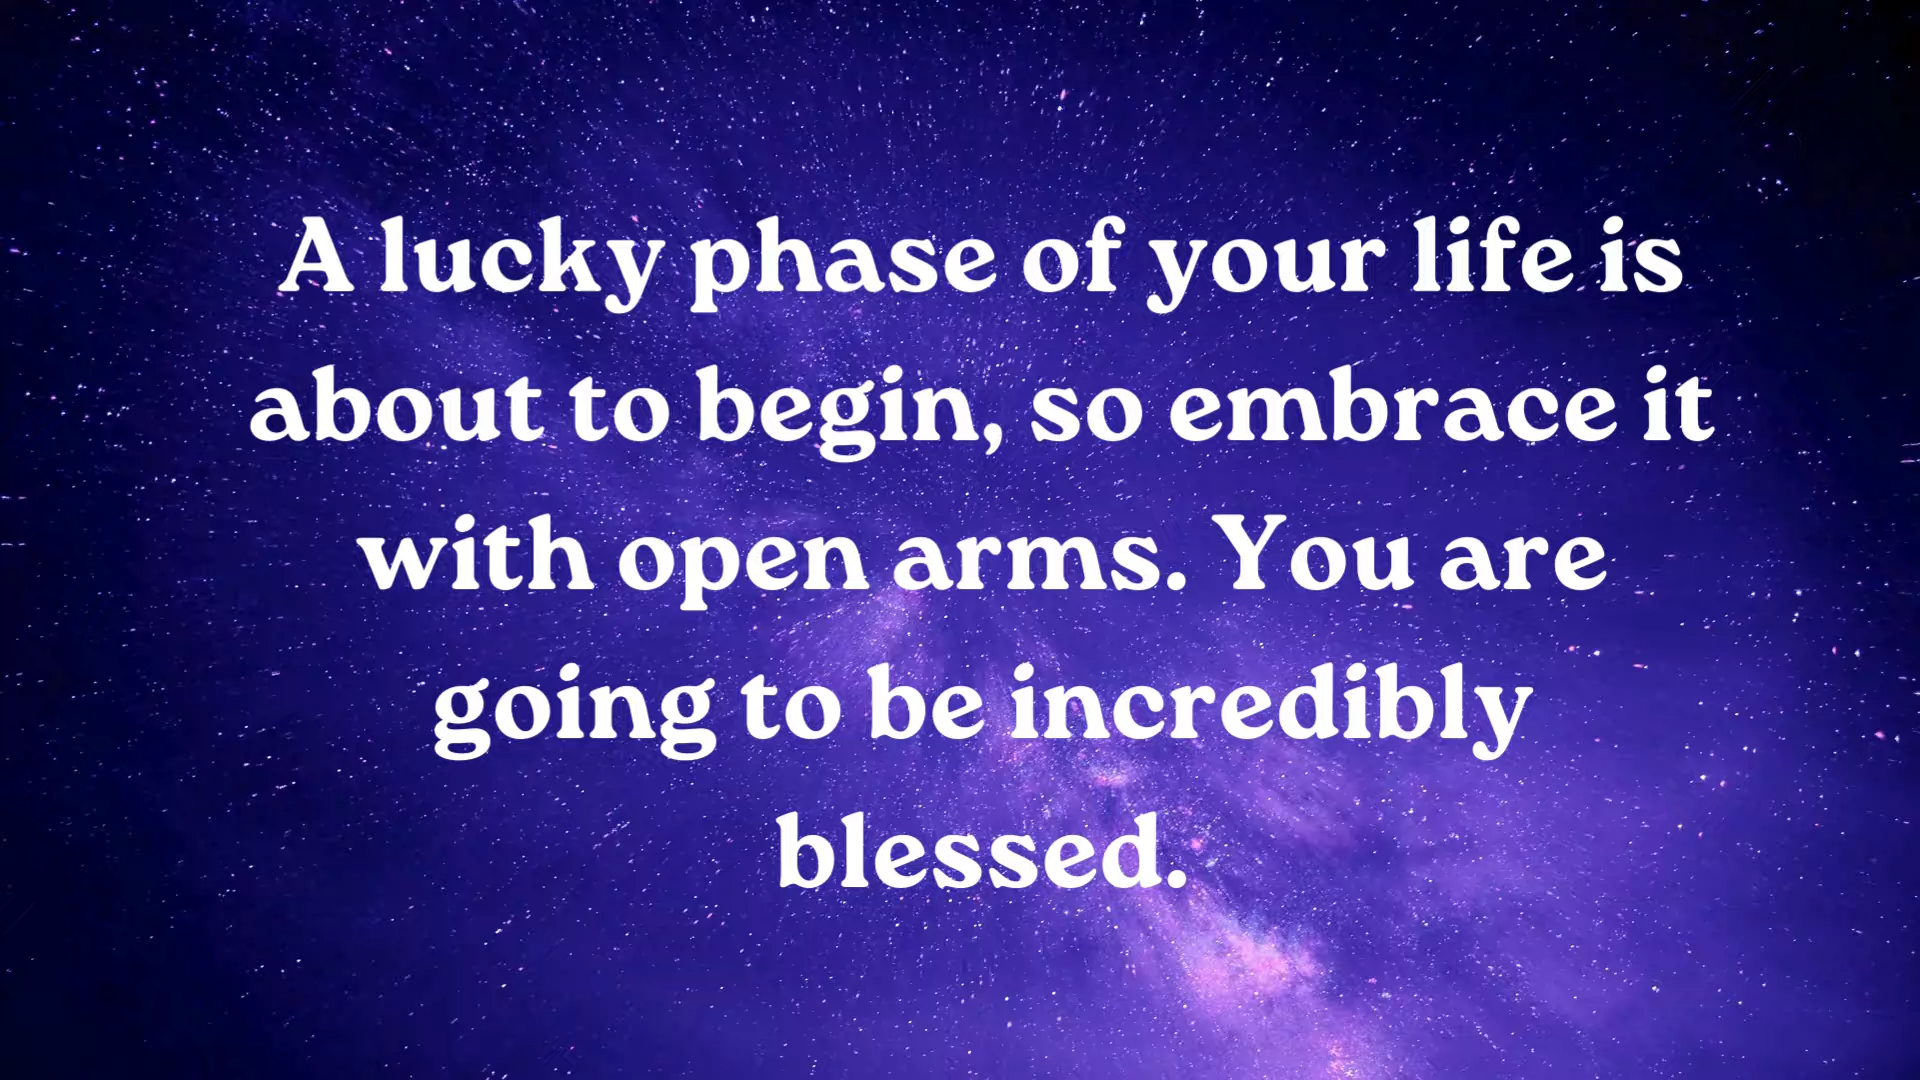 A lucky phase of your life is
about to begin, so embrace it
with open arms. You are
going to be incredibly
blessed.